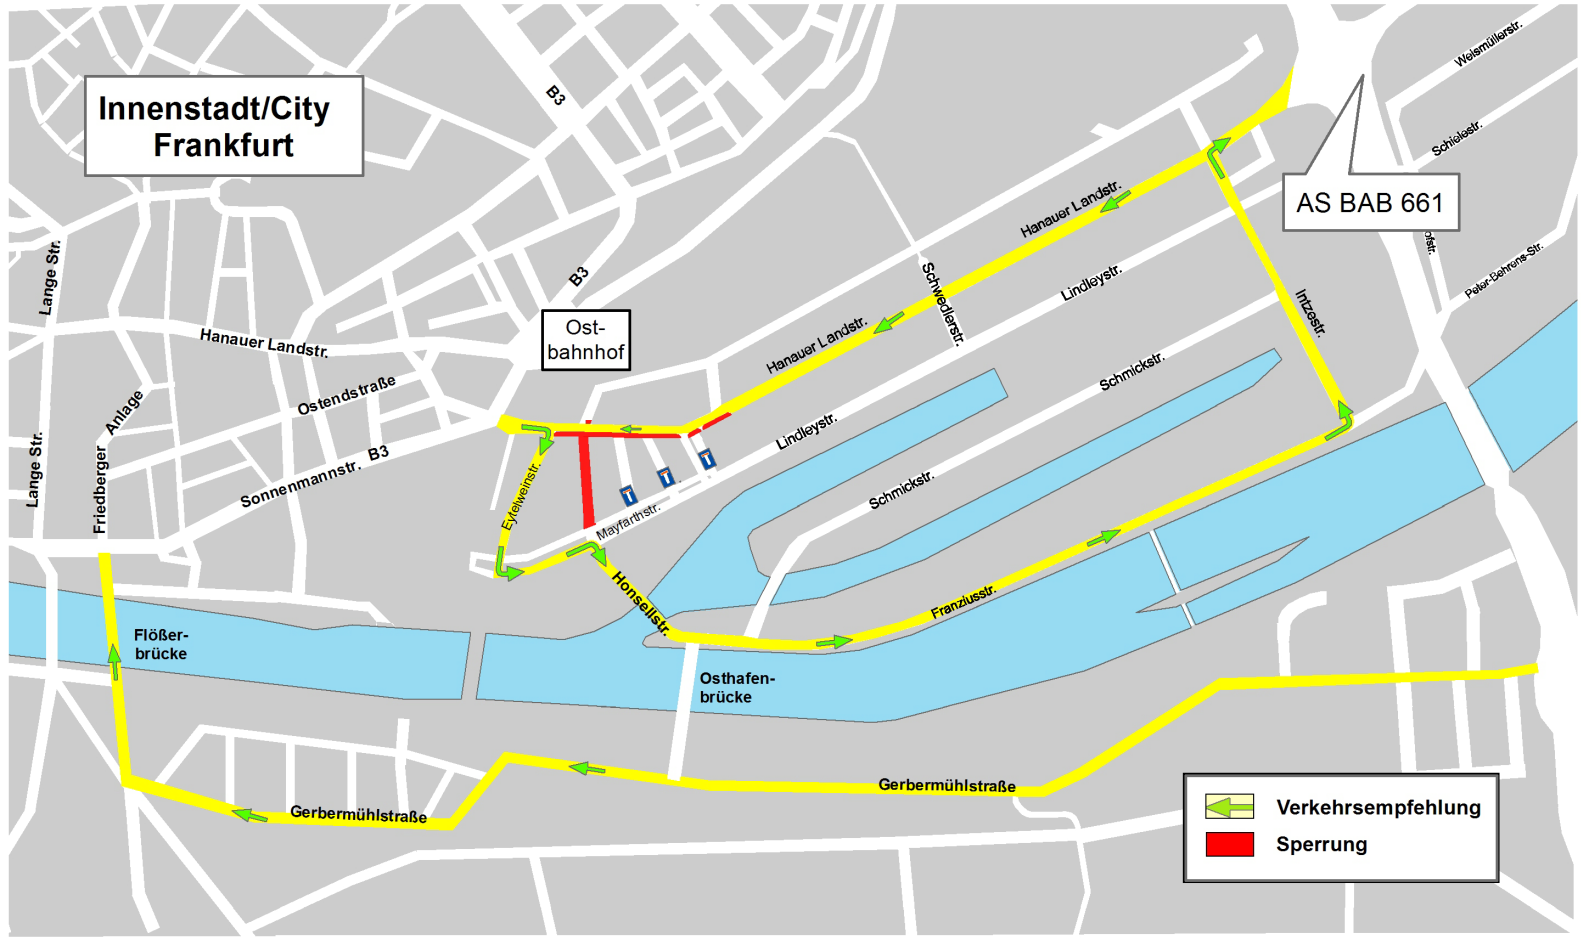 Innenstadt/City
Frankfurt
B3
B3
Weismüllerstr.
Schielestr.
AS BAB 661
Peter-Behrens-Str.
Lange Str.
Hanauer Landstr.
Hanauer Landstr.
Hanauer Landstr.
Schwedlerstr.
Lindleystr.
Intzestr.
Ost-
bahnhof
Ostendstraße
Friedberger
Anlage
Lange Str.
Sonnenmannstr.
B3
Lindleystr.
Schmickstr.
Schmickstr.
Eytelweinstr.
Mayfarthstr.
Honsellstr.
Franziusstr.
Flößer-
brücke
Osthafen-
brücke
Gerbermühlstraße
Gerbermühlstraße
Verkehrsempfehlung
Sperrung